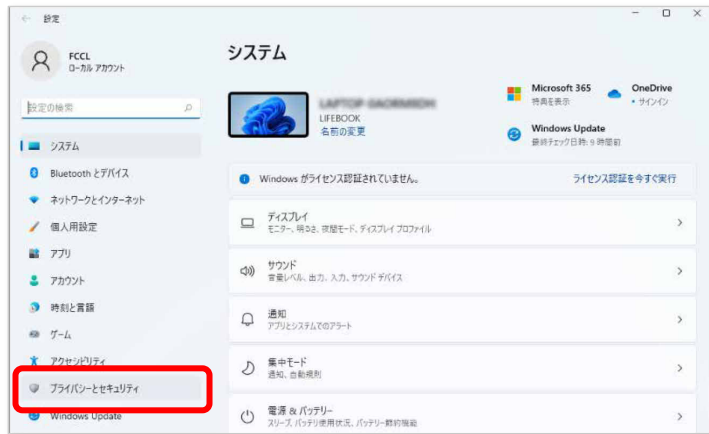 設定
FCCL
ローカル アカウント
設定の検索
システム
Bluetooth とデバイス
ネットワークとインターネット
個人用設定
アプリ
アカウント
時刻と言語
ゲーム
アクセシビリティ
プライバシーとセキュリティ
Windows Update
システム
LIFEBOOK
名前の変更
Microsoft 365
特典を表示
OneDrive
• サインイン
Windows Update
最終チェック日時: 9 時間前
Windows がライセンス認証されていません。
ライセンス認証を今すぐ実行
ディスプレイ
モニター、明るさ、夜間モード、ディスプレイ プロファイル
サウンド
音量レベル、出力、入力、サウンド デバイス
通知
アプリとシステムでのアラート
集中モード
通知、自動規則
電源 & バッテリー
スリープ、バッテリ使用状況、バッテリー節約機能